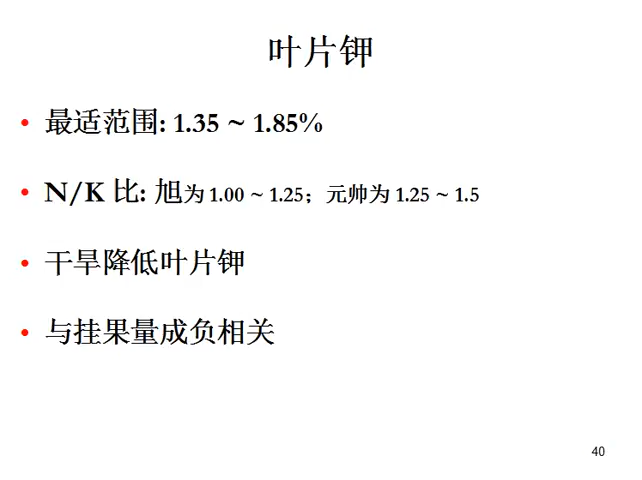 叶片钾
• 最适范围: 1.35 ~ 1.85%
• N/K 比: 旭为 1.00 ~ 1.25；元帅为 1.25 ~ 1.5
• 干旱降低叶片钾
• 与挂果量成负相关
40